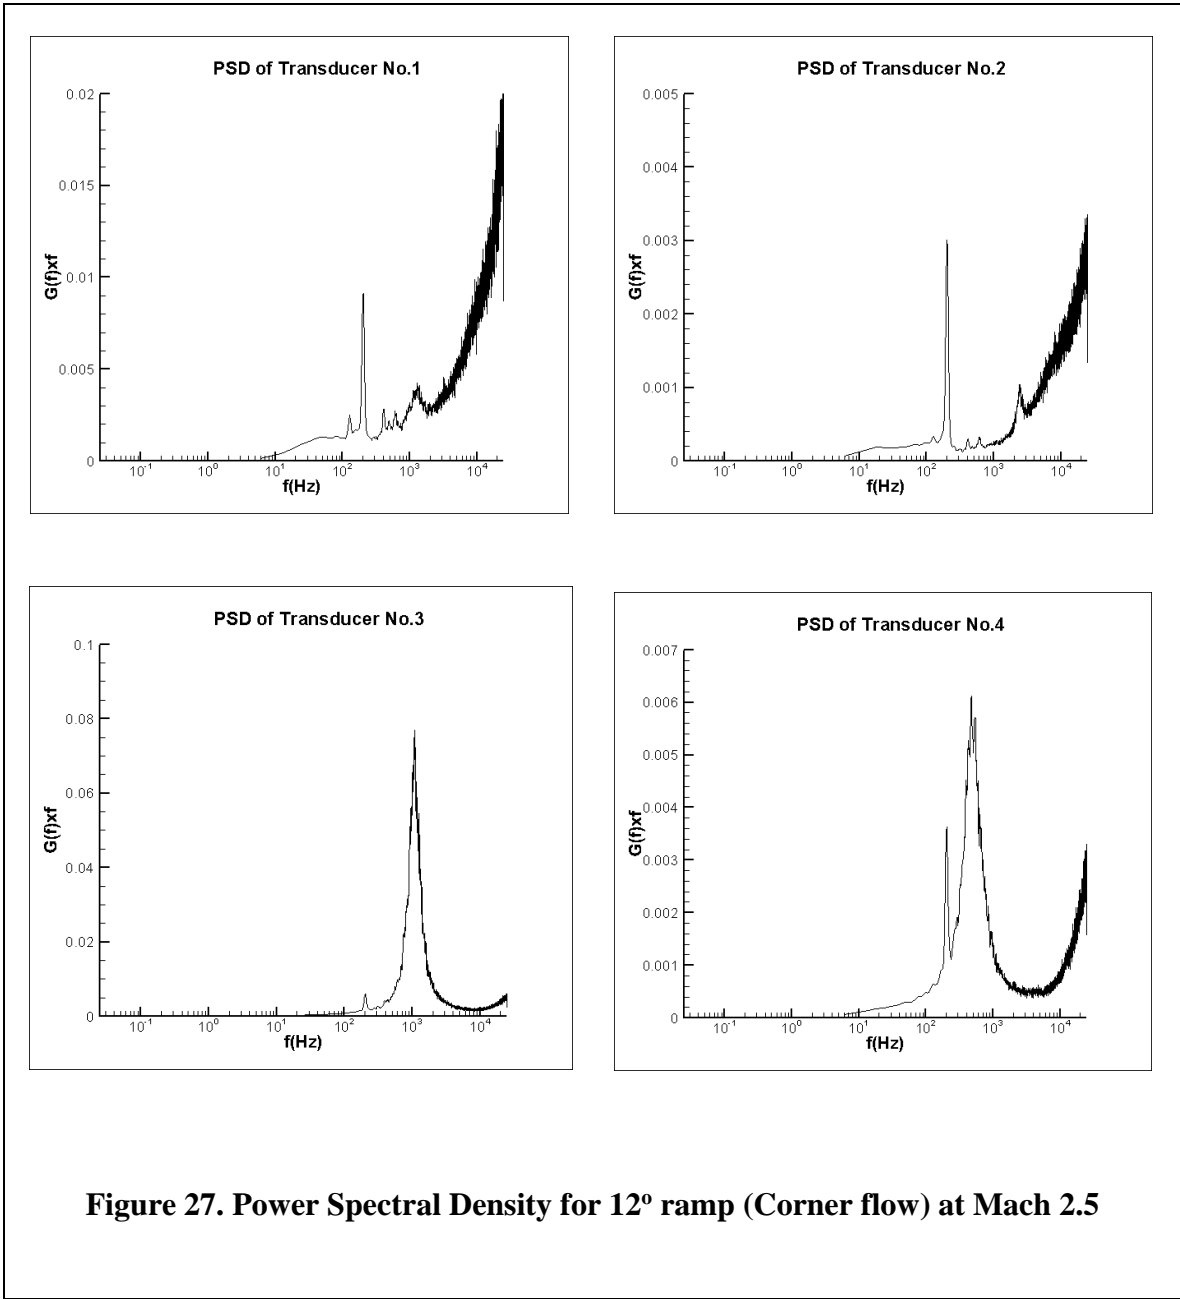 PSD of Transducer No.1
0.02
0.015
0.01
0.005
0
G(f)xf
10⁻¹ 10⁰ 10¹ 10² 10³ 10⁴
f(Hz)
PSD of Transducer No.2
0.005
0.004
0.003
0.002
0.001
0
G(f)xf
10⁻¹ 10⁰ 10¹ 10² 10³ 10⁴
f(Hz)
PSD of Transducer No.3
0.1
0.08
0.06
0.04
0.02
0
G(f)xf
10⁻¹ 10⁰ 10¹ 10² 10³ 10⁴
f(Hz)
PSD of Transducer No.4
0.007
0.006
0.005
0.004
0.003
0.002
0.001
0
G(f)xf
10⁻¹ 10⁰ 10¹ 10² 10³ 10⁴
f(Hz)
Figure 27. Power Spectral Density for 12º ramp (Corner flow) at Mach 2.5